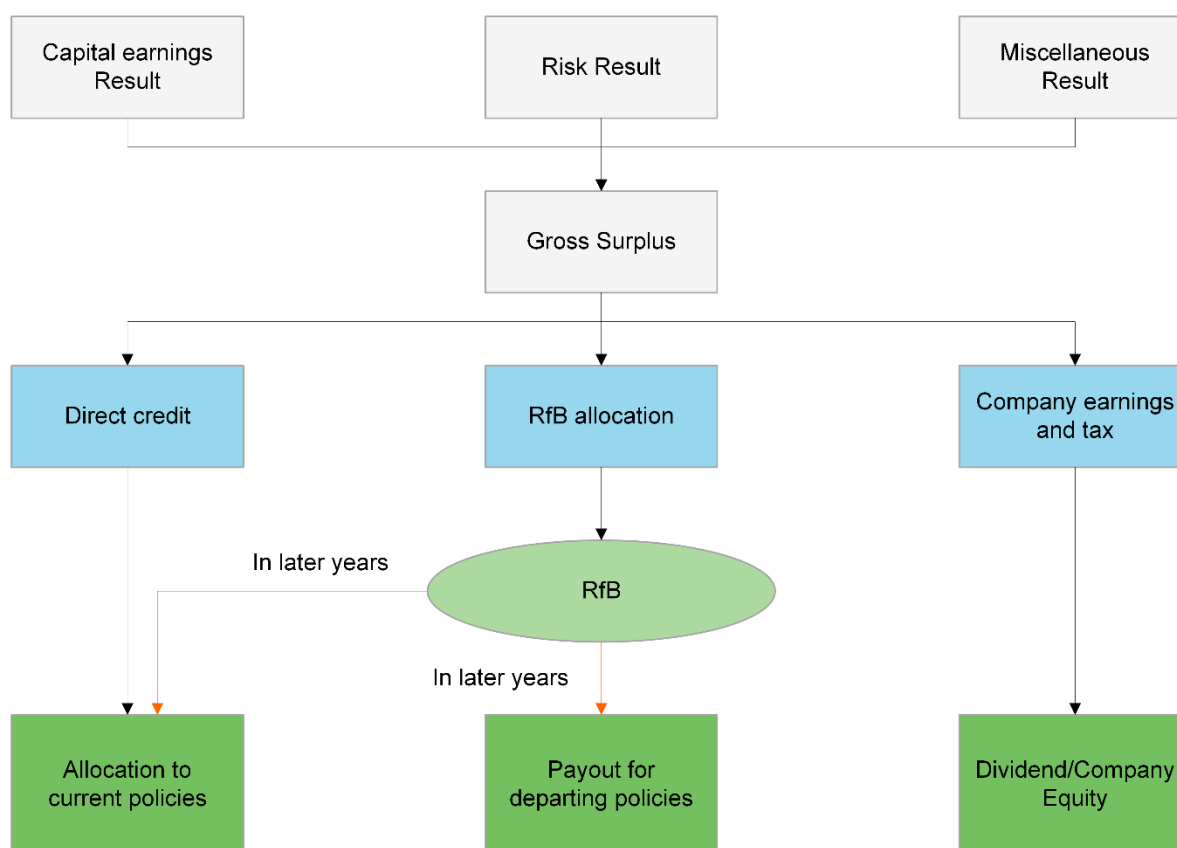 Capital earnings
Result
Risk Result
Miscellaneous
Result
Gross Surplus
Direct credit
RfB allocation
Company earnings
and tax
In later years
RfB
In later years
Allocation to
current policies
Payout for
departing policies
Dividend/Company
Equity